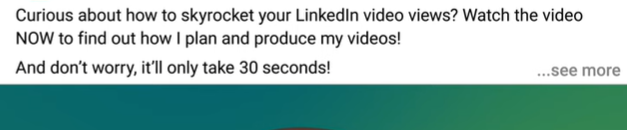 Curious about how to skyrocket your LinkedIn video views? Watch the video
NOW to find out how I plan and produce my videos!
And don’t worry, it’ll only take 30 seconds!
...see more